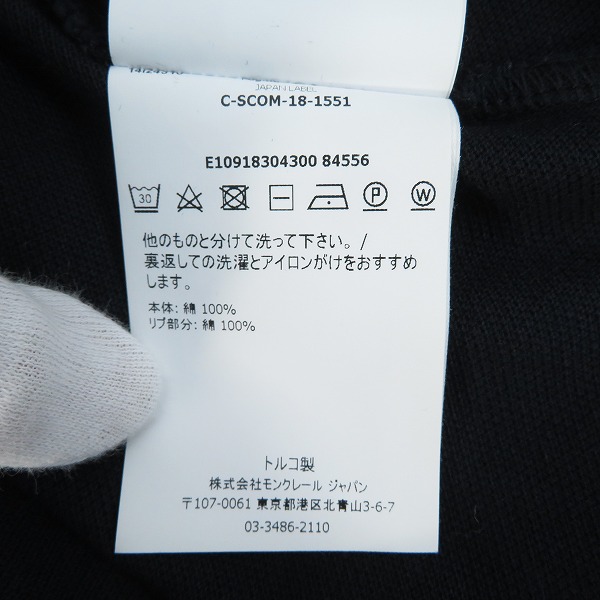 JAPAN LABEL
C-SCOM-18-1551
E10918304300 84556
30
P
W
他のものと分けて洗って下さい。/
裏返しての洗濯とアイロンがけをおすすめ
します。
本体: 綿 100%
リブ部分: 綿 100%
トルコ製
株式会社モンクレール ジャパン
〒107-0061 東京都港区北青山3-6-7
03-3486-2110